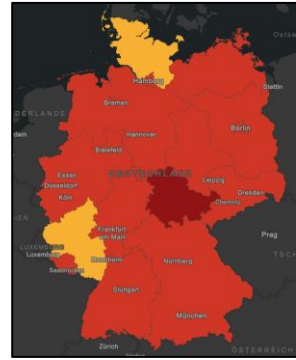 Ostsee
Hamburg
Stettin
Bremen
DERLANDE
dam
Berlin
Hannover
Bielefeld
DEUTSCHLAND
Essen
Leipzig
Düsseldorf
Dresden
Köln
Chemnitz
Frankfurt
am Main
Prag
LUXEMBURG
Luxemburg
Mannheim
TSCH
Saarbrücken
Nürnberg
Stuttgart
München
Zürich
ÖSTERREICH